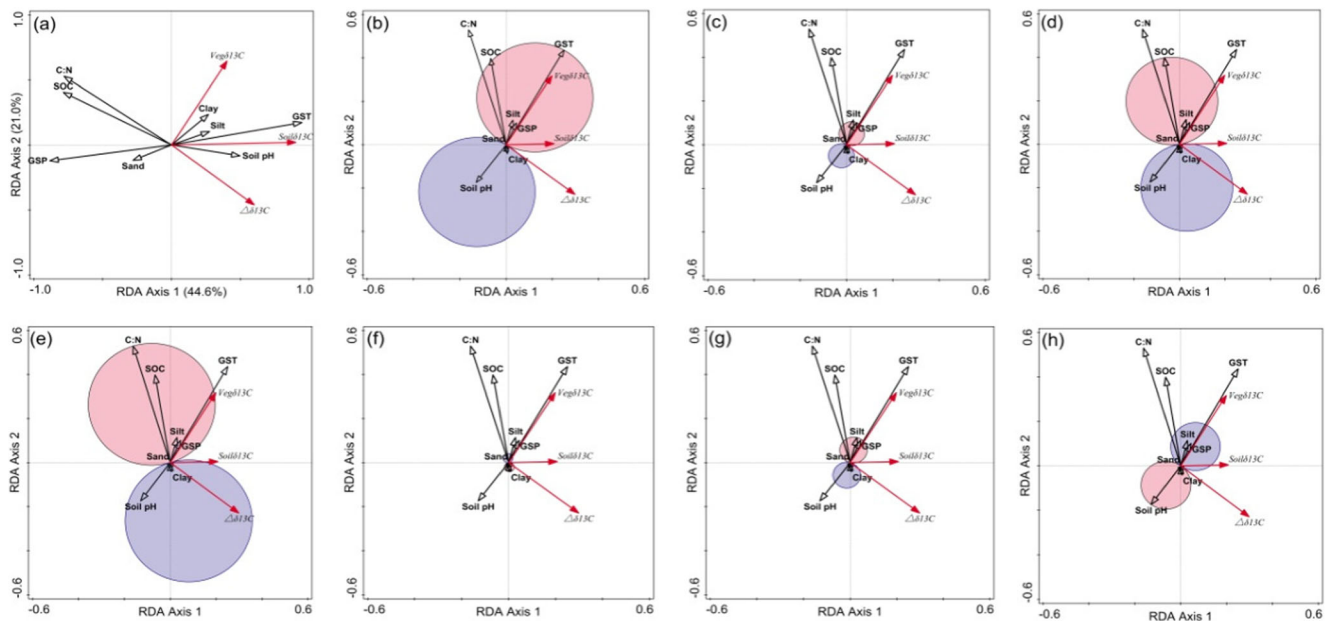 (a)
1.0
-1.0
RDA Axis 2 (21.0%)
-1.0
1.0
RDA Axis 1 (44.6%)
Vegδ13C
C:N
SOC
Clay
Silt
GST
Soilδ13C
GSP
Sand
Soil pH
△δ13C
(b)
0.6
-0.6
RDA Axis 2
-0.6
0.6
RDA Axis 1
C:N
SOC
GST
Vegδ13C
Silt
GSP
Sand
Soilδ13C
Clay
Soil pH
△δ13C
(c)
0.6
-0.6
RDA Axis 2
-0.6
0.6
RDA Axis 1
C:N
SOC
GST
Vegδ13C
Silt
GSP
Sand
Soilδ13C
Clay
Soil pH
△δ13C
(d)
0.6
-0.6
RDA Axis 2
-0.6
0.6
RDA Axis 1
C:N
SOC
GST
Vegδ13C
Silt
GSP
Sand
Soilδ13C
Clay
Soil pH
△δ13C
(e)
0.6
-0.6
RDA Axis 2
-0.6
0.6
RDA Axis 1
C:N
SOC
GST
Vegδ13C
Silt
GSP
Sand
Soilδ13C
Clay
Soil pH
△δ13C
(f)
0.6
-0.6
RDA Axis 2
-0.6
0.6
RDA Axis 1
C:N
SOC
GST
Vegδ13C
Silt
GSP
Sand
Soilδ13C
Clay
Soil pH
△δ13C
(g)
0.6
-0.6
RDA Axis 2
-0.6
0.6
RDA Axis 1
C:N
SOC
GST
Vegδ13C
Silt
GSP
Sand
Soilδ13C
Clay
Soil pH
△δ13C
(h)
0.6
-0.6
RDA Axis 2
-0.6
0.6
RDA Axis 1
C:N
SOC
GST
Vegδ13C
Silt
GSP
Sand
Soilδ13C
Clay
Soil pH
△δ13C